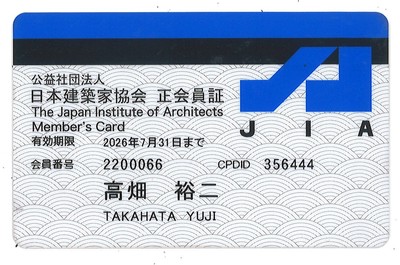 公益社団法人
日本建築家協会 正会員証
The Japan Institute of Architects
Member's Card
有効期限 2026年7月31日まで
会員番号 2200066 CPDID 356444
高畑 裕二
TAKAHATA YUJI
JIA